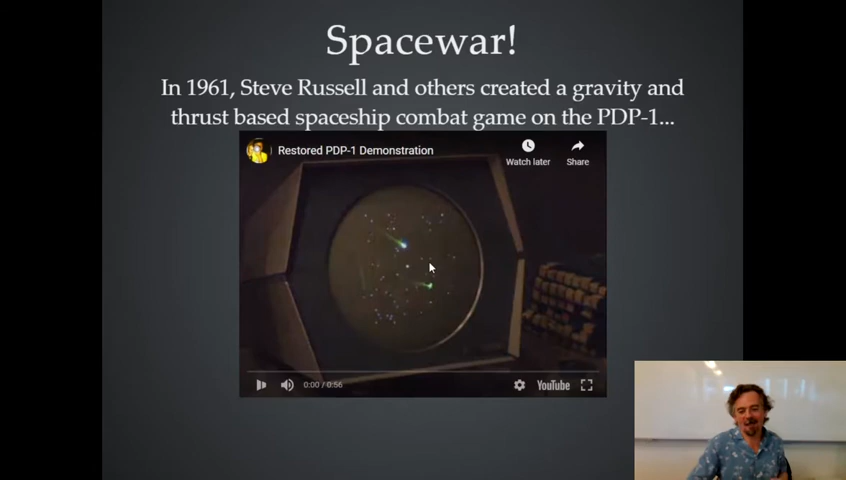 Spacewar!
In 1961, Steve Russell and others created a gravity and
thrust based spaceship combat game on the PDP-1...
Restored PDP-1 Demonstration
Watch later
Share
0:00 / 0:56
YouTube